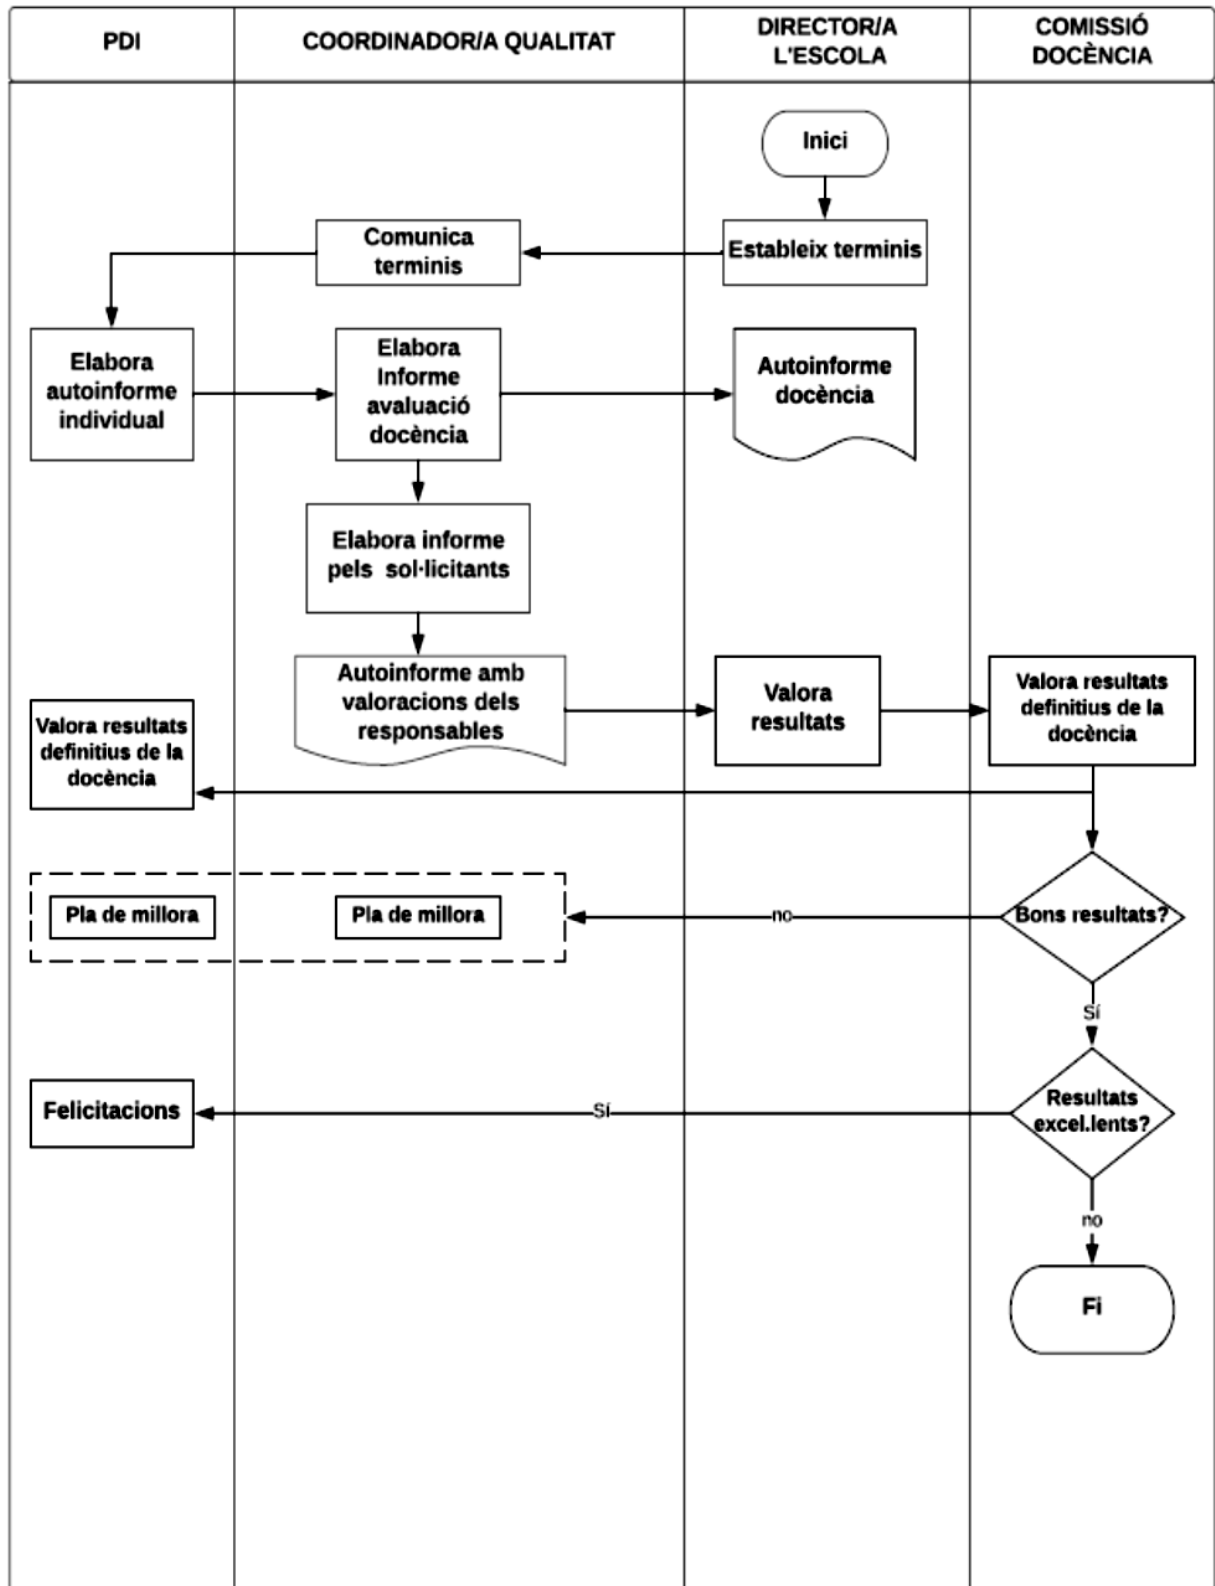 PDI
COORDINADOR/A QUALITAT
DIRECTOR/A
L'ESCOLA
COMISSIÓ
DOCÈNCIA
Inici
Comunica
terminis
Estableix terminis
Elabora
autoinforme
individual
Elabora
Informe
avaluació
docència
Autoinforme
docència
Elabora informe
pels sol·licitants
Autoinforme amb
valoracions dels
responsables
Valora
resultats
Valora resultats
definitius de la
docència
Valora resultats
definitius de la
docència
Pla de millora
Pla de millora
no
Bons resultats?
Sí
Felicitacions
Sí
Resultats
excel.lents?
no
Fi